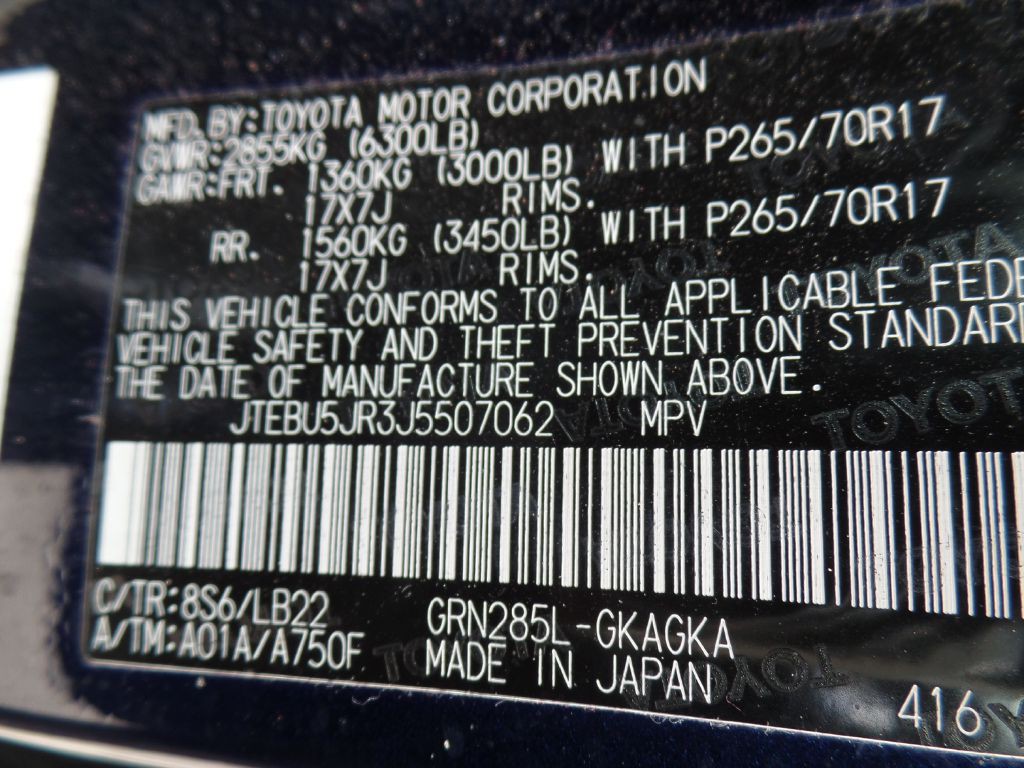 MFD.BY:TOYOTA MOTOR CORPORATION
GVWR:2855KG (6300LB)
GAWR:FRT. 1360KG (3000LB) WITH P265/70R17
17X7J RIMS.
RR. 1560KG (3450LB) WITH P265/70R17
17X7J RIMS.
THIS VEHICLE CONFORMS TO ALL APPLICABLE FEDE
VEHICLE SAFETY AND THEFT PREVENTION STANDARD
THE DATE OF MANUFACTURE SHOWN ABOVE.
JTEBU5JR3J5507062 MPV
C/TR:8S6/LB22 GRN285L-GKAGKA
A/TM:A01A/A750F MADE IN JAPAN
416